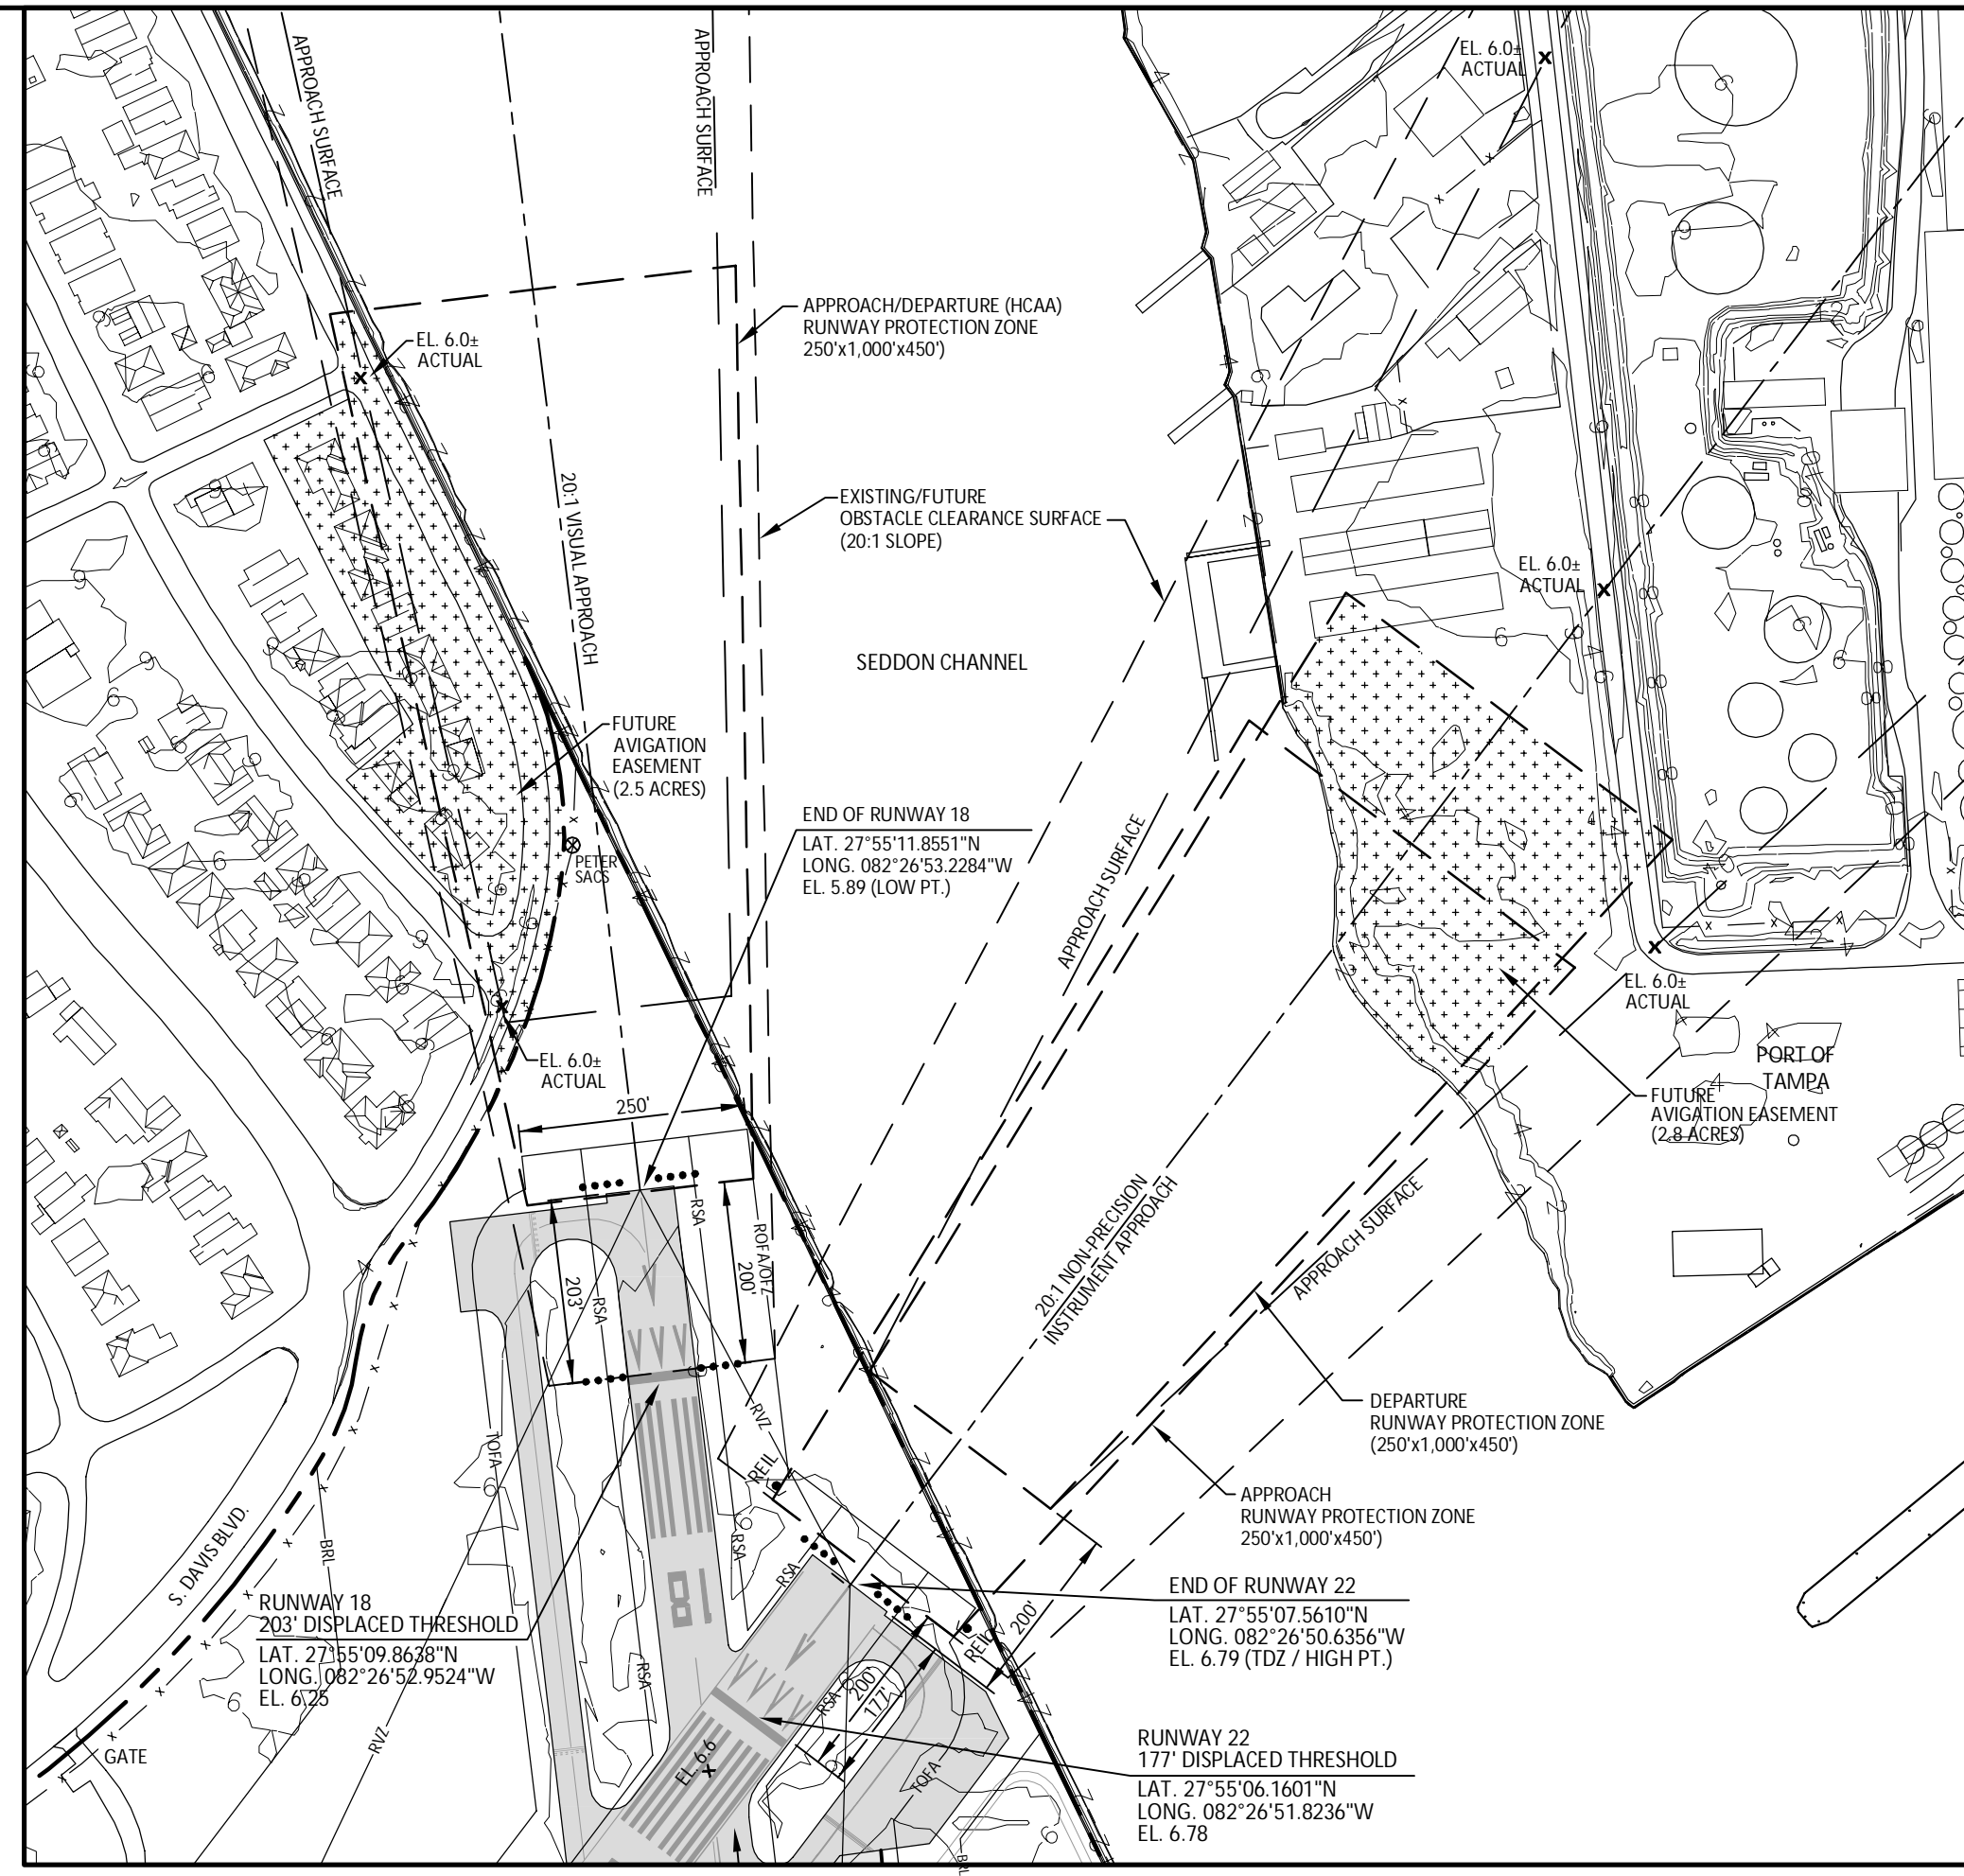 APPROACH SURFACE
APPROACH SURFACE
EL. 6.0±
ACTUAL
APPROACH/DEPARTURE (HCAA)
RUNWAY PROTECTION ZONE
250'x1,000'x450')
EL. 6.0±
ACTUAL
20:1 VISUAL APPROACH
EXISTING/FUTURE
OBSTACLE CLEARANCE SURFACE
(20:1 SLOPE)
EL. 6.0±
ACTUAL
SEDDON CHANNEL
FUTURE
AVIGATION
EASEMENT
(2.5 ACRES)
PETER
SACS
END OF RUNWAY 18
LAT. 27°55'11.8551"N
LONG. 082°26'53.2284"W
EL. 5.89 (LOW PT.)
APPROACH SURFACE
EL. 6.0±
ACTUAL
PORT OF
TAMPA
FUTURE
AVIGATION EASEMENT
(2.8 ACRES)
EL. 6.0±
ACTUAL
250'
RSA
ROFA/OFZ
200'
203'
RSA
20:1 NON-PRECISION
INSTRUMENT APPROACH
APPROACH SURFACE
DEPARTURE
RUNWAY PROTECTION ZONE
(250'x1,000'x450')
APPROACH
RUNWAY PROTECTION ZONE
250'x1,000'x450')
TOFA
RVZ
REIL
RSA
RSA
18
S. DAVIS BLVD.
BRL
RUNWAY 18
203' DISPLACED THRESHOLD
LAT. 27°55'09.8638"N
LONG. 082°26'52.9524"W
EL. 6.25
END OF RUNWAY 22
LAT. 27°55'07.5610"N
LONG. 082°26'50.6356"W
EL. 6.79 (TDZ / HIGH PT.)
REIL
200'
RSA
RSA
200'
177'
RVZ
GATE
EL. 6.6
TOFA
RUNWAY 22
177' DISPLACED THRESHOLD
LAT. 27°55'06.1601"N
LONG. 082°26'51.8236"W
EL. 6.78
BRL